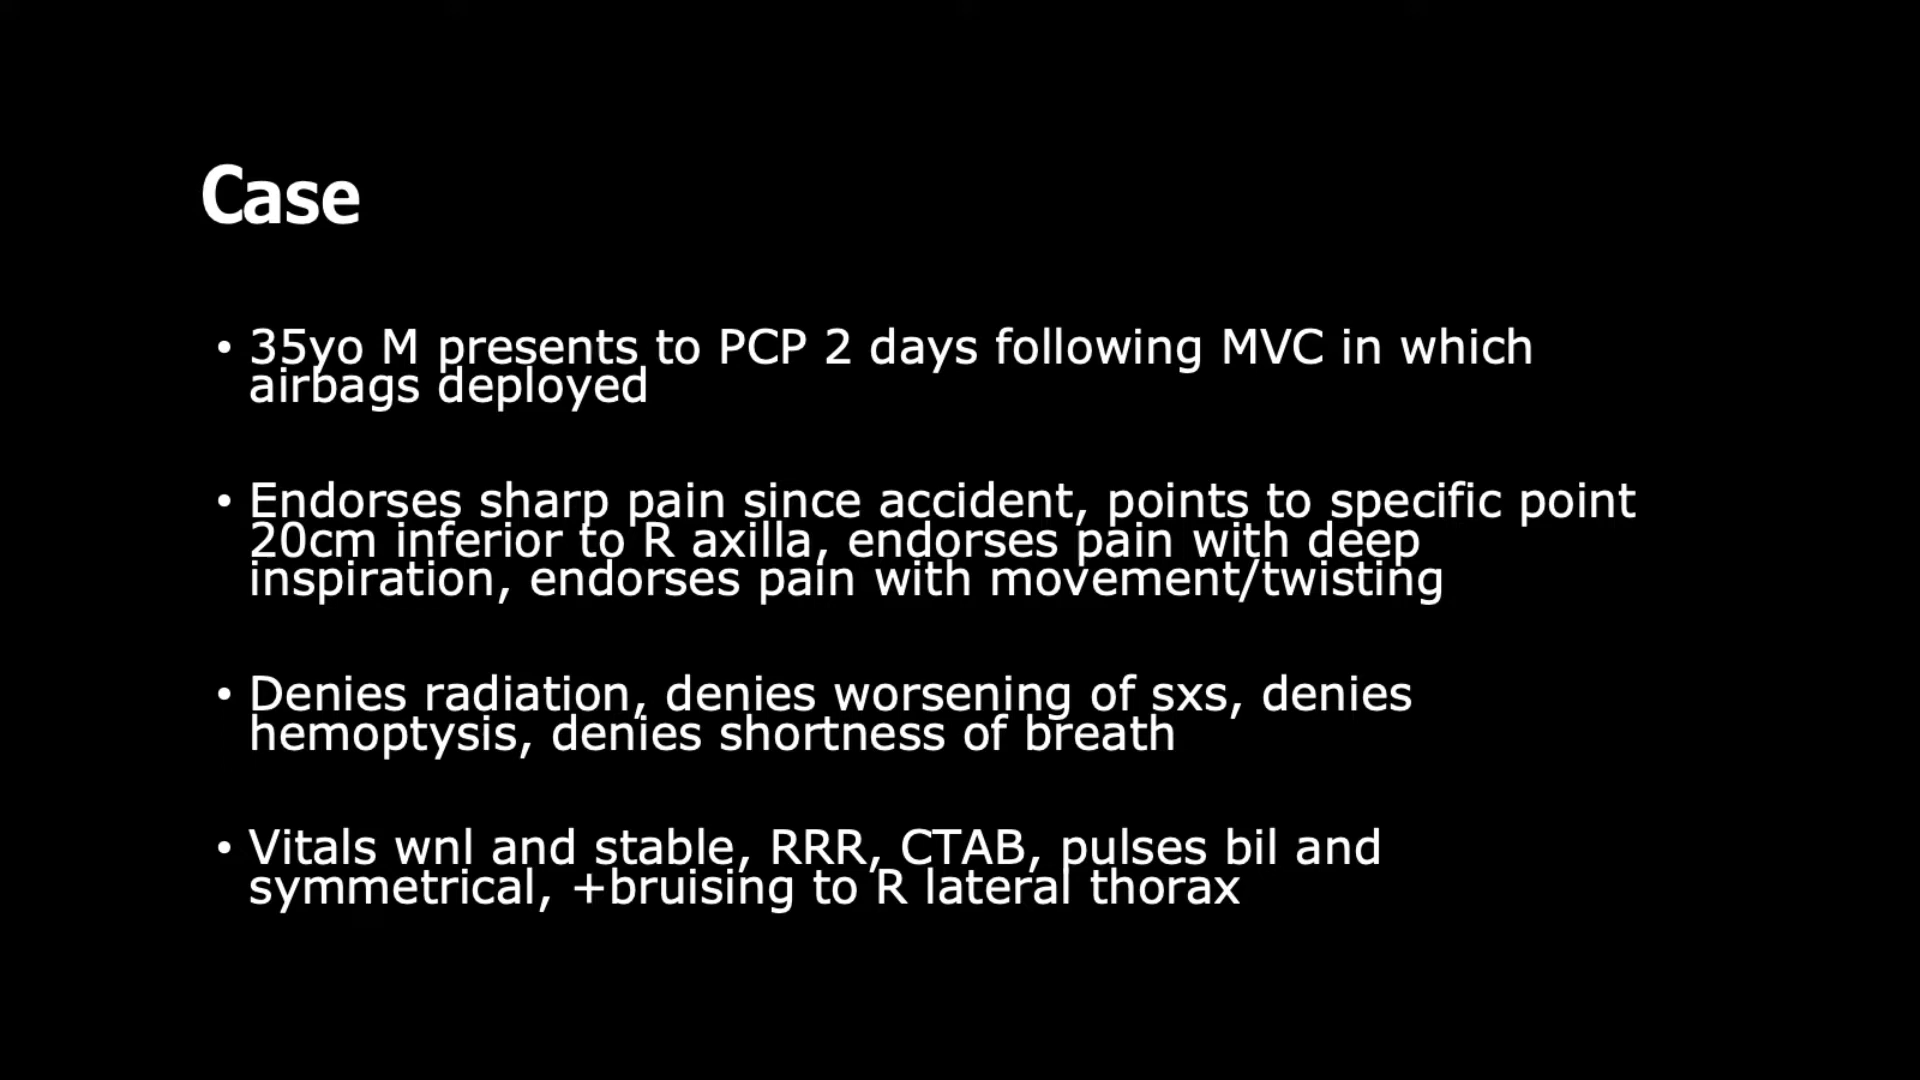 Case
• 35yo M presents to PCP 2 days following MVC in which
airbags deployed
• Endorses sharp pain since accident, points to specific point
20cm inferior to R axilla, endorses pain with deep
inspiration, endorses pain with movement/twisting
• Denies radiation, denies worsening of sxs, denies
hemoptysis, denies shortness of breath
• Vitals wnl and stable, RRR, CTAB, pulses bil and
symmetrical, +bruising to R lateral thorax